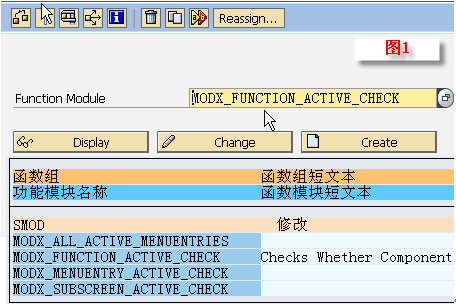 Reassign...
图1
Function Module MODX_FUNCTION_ACTIVE_CHECK
Display Change Create
函数组 函数组短文本
功能模块名称 函数模块短文本
SMOD 修改
MODX_ALL_ACTIVE_MENUENTRIES
MODX_FUNCTION_ACTIVE_CHECK Checks Whether Component
MODX_MENUENTRY_ACTIVE_CHECK
MODX_SUBSCREEN_ACTIVE_CHECK